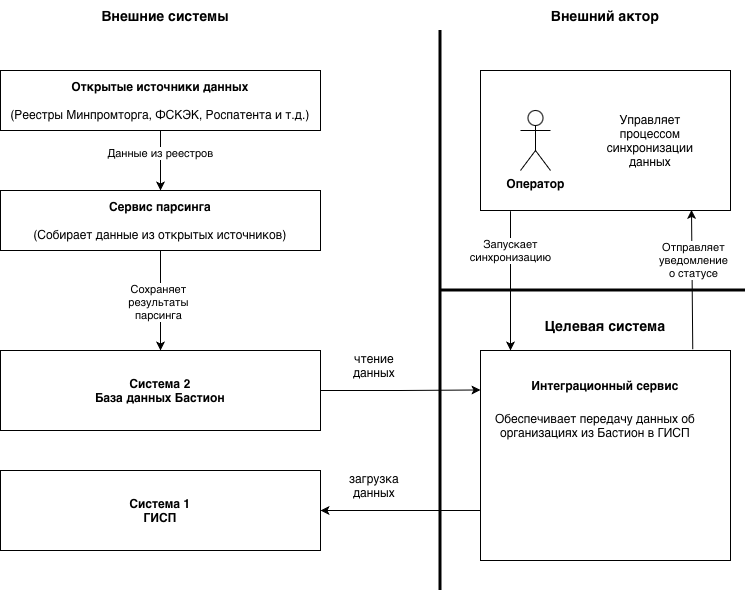 Внешние системы
Внешний актор
Открытые источники данных
(Реестры Минпромторга, ФСКЭК, Роспатента и т.д.)
Данные из реестров
Сервис парсинга
(Собирает данные из открытых источников)
Сохраняет
результаты
парсинга
Система 2
База данных Бастион
чтение
данных
Система 1
ГИСП
загрузка
данных
Оператор
Управляет
процессом
синхронизации
данных
Запускает
синхронизацию
Отправляет
уведомление
о статусе
Целевая система
Интеграционный сервис
Обеспечивает передачу данных об
организациях из Бастион в ГИСП